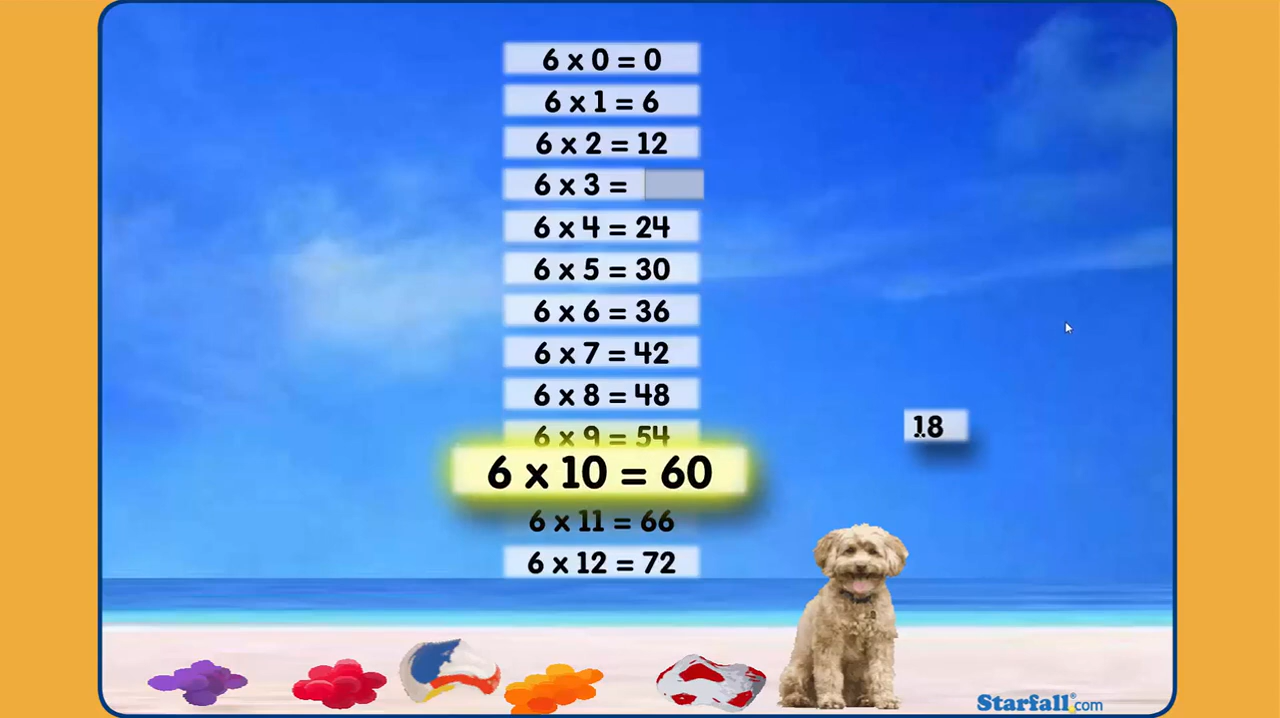 6 x 0 = 0
6 x 1 = 6
6 x 2 = 12
6 x 3 =
6 x 4 = 24
6 x 5 = 30
6 x 6 = 36
6 x 7 = 42
6 x 8 = 48
18
6 x 9 = 54
6 x 10 = 60
6 x 11 = 66
6 x 12 = 72
Starfall®.com